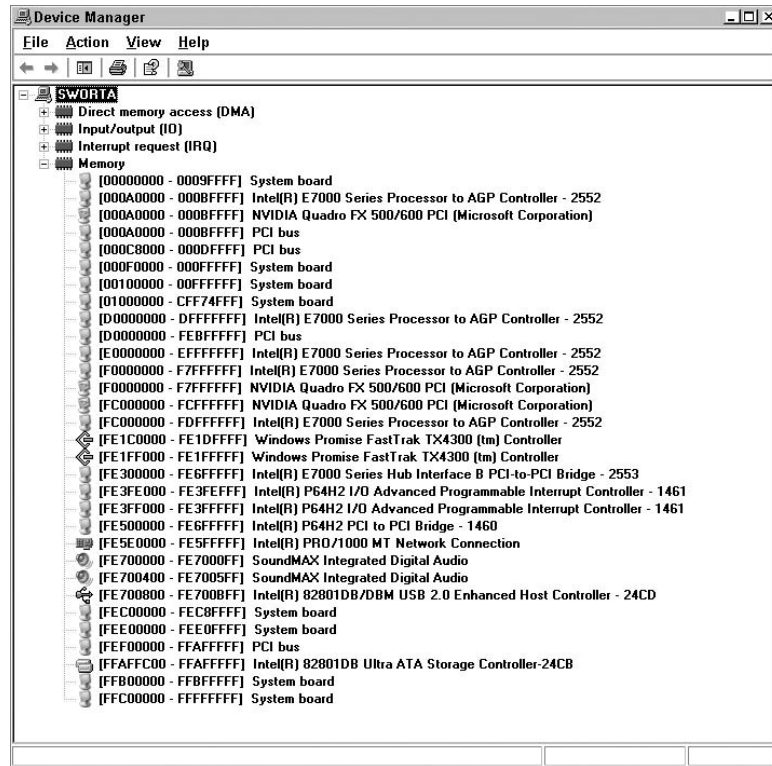 Device Manager
File Action View Help
SWORTA
Direct memory access (DMA)
Input/output (IO)
Interrupt request (IRQ)
Memory
[00000000 - 0009FFFF] System board
[000A0000 - 000BFFFF] Intel(R) E7000 Series Processor to AGP Controller - 2552
[000A0000 - 000BFFFF] NVIDIA Quadro FX 500/600 PCI (Microsoft Corporation)
[000A0000 - 000BFFFF] PCI bus
[000C8000 - 000DFFFF] PCI bus
[000F0000 - 000FFFFF] System board
[00100000 - 00FFFFFF] System board
[01000000 - CFF74FFF] System board
[D0000000 - DFFFFFFF] Intel(R) E7000 Series Processor to AGP Controller - 2552
[D0000000 - FEBFFFFF] PCI bus
[E0000000 - EFFFFFFF] Intel(R) E7000 Series Processor to AGP Controller - 2552
[F0000000 - F7FFFFFF] Intel(R) E7000 Series Processor to AGP Controller - 2552
[F0000000 - F7FFFFFF] NVIDIA Quadro FX 500/600 PCI (Microsoft Corporation)
[FC000000 - FCFFFFFF] NVIDIA Quadro FX 500/600 PCI (Microsoft Corporation)
[FC000000 - FDFFFFFF] Intel(R) E7000 Series Processor to AGP Controller - 2552
[FE1C0000 - FE1DFFFF] Windows Promise FastTrak TX4300 (tm) Controller
[FE1FF000 - FE1FFFFF] Windows Promise FastTrak TX4300 (tm) Controller
[FE300000 - FE6FFFFF] Intel(R) E7000 Series Hub Interface B PCI-to-PCI Bridge - 2553
[FE3FE000 - FE3FEFFF] Intel(R) P64H2 I/O Advanced Programmable Interrupt Controller - 1461
[FE3FF000 - FE3FFFFF] Intel(R) P64H2 I/O Advanced Programmable Interrupt Controller - 1461
[FE500000 - FE6FFFFF] Intel(R) P64H2 PCI to PCI Bridge - 1460
[FE5E0000 - FE5FFFFF] Intel(R) PRO/1000 MT Network Connection
[FE700000 - FE7000FF] SoundMAX Integrated Digital Audio
[FE700400 - FE7005FF] SoundMAX Integrated Digital Audio
[FE700800 - FE700BFF] Intel(R) 82801DB/DBM USB 2.0 Enhanced Host Controller - 24CD
[FEC00000 - FEC8FFFF] System board
[FEE00000 - FEE0FFFF] System board
[FEF00000 - FFAFFFFF] PCI bus
[FFAFFC00 - FFAFFFFF] Intel(R) 82801DB Ultra ATA Storage Controller-24CB
[FFB00000 - FFBFFFFF] System board
[FFC00000 - FFFFFFFF] System board